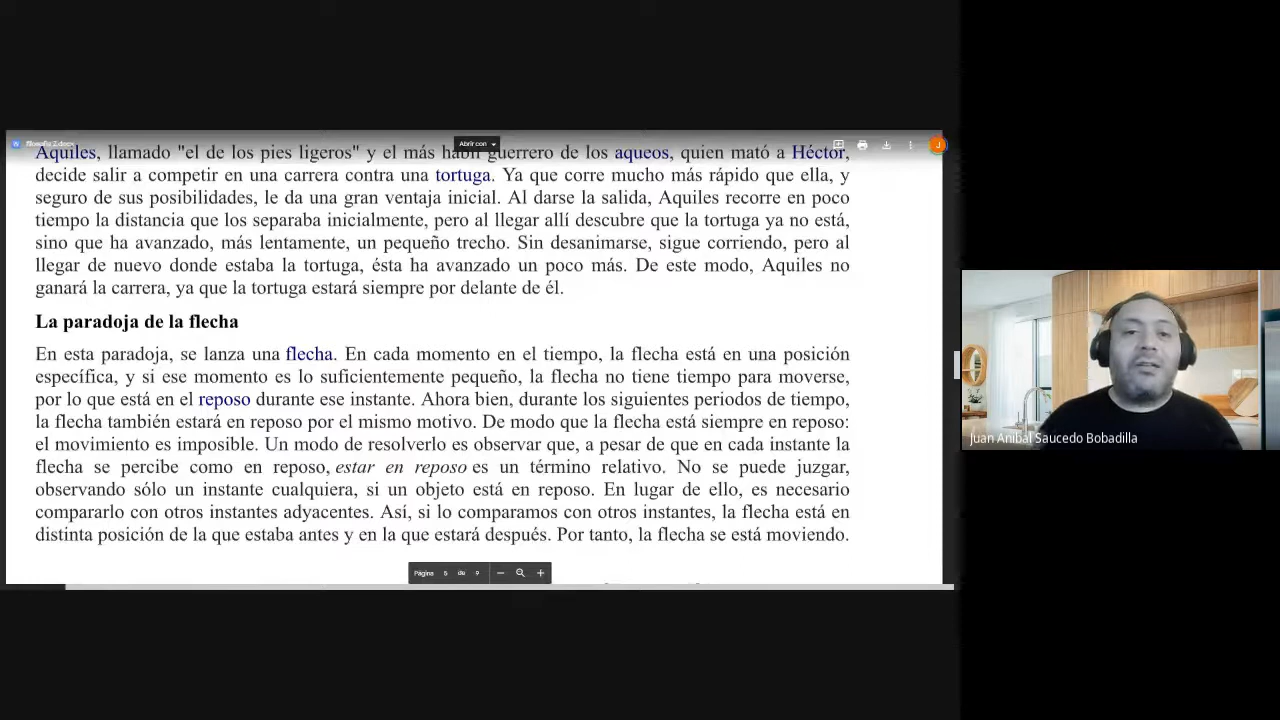 Filosofía 2.docx
Abrir con
J
Aquiles, llamado "el de los pies ligeros" y el más hábil guerrero de los aqueos, quien mató a Héctor,
decide salir a competir en una carrera contra una tortuga. Ya que corre mucho más rápido que ella, y
seguro de sus posibilidades, le da una gran ventaja inicial. Al darse la salida, Aquiles recorre en poco
tiempo la distancia que los separaba inicialmente, pero al llegar allí descubre que la tortuga ya no está,
sino que ha avanzado, más lentamente, un pequeño trecho. Sin desanimarse, sigue corriendo, pero al
llegar de nuevo donde estaba la tortuga, ésta ha avanzado un poco más. De este modo, Aquiles no
ganará la carrera, ya que la tortuga estará siempre por delante de él.
La paradoja de la flecha
En esta paradoja, se lanza una flecha. En cada momento en el tiempo, la flecha está en una posición
específica, y si ese momento es lo suficientemente pequeño, la flecha no tiene tiempo para moverse,
por lo que está en el reposo durante ese instante. Ahora bien, durante los siguientes periodos de tiempo,
la flecha también estará en reposo por el mismo motivo. De modo que la flecha está siempre en reposo:
el movimiento es imposible. Un modo de resolverlo es observar que, a pesar de que en cada instante la
flecha se percibe como en reposo, estar en reposo es un término relativo. No se puede juzgar,
observando sólo un instante cualquiera, si un objeto está en reposo. En lugar de ello, es necesario
compararlo con otros instantes adyacentes. Así, si lo comparamos con otros instantes, la flecha está en
distinta posición de la que estaba antes y en la que estará después. Por tanto, la flecha se está moviendo.
Página 5 de 9
Juan Anibal Saucedo Bobadilla